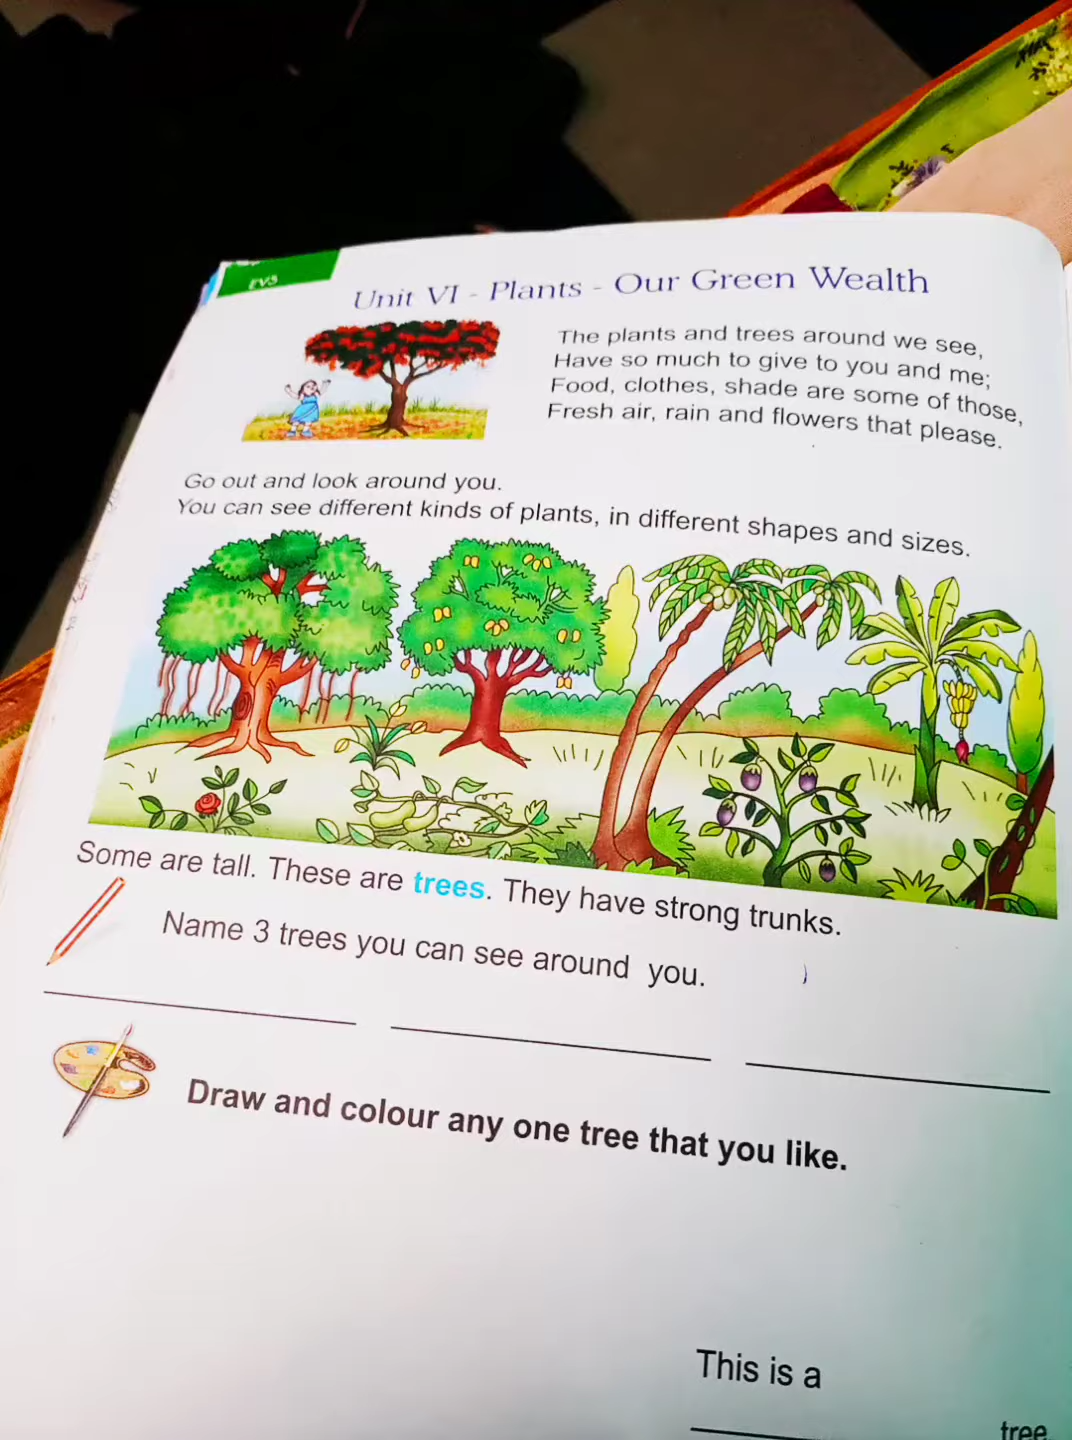 EVS
Unit VI - Plants - Our Green Wealth
The plants and trees around we see,
Have so much to give to you and me;
Food, clothes, shade are some of those,
Fresh air, rain and flowers that please.
Go out and look around you.
You can see different kinds of plants, in different shapes and sizes.
Some are tall. These are trees. They have strong trunks.
Name 3 trees you can see around you.
Draw and colour any one tree that you like.
This is a
tree